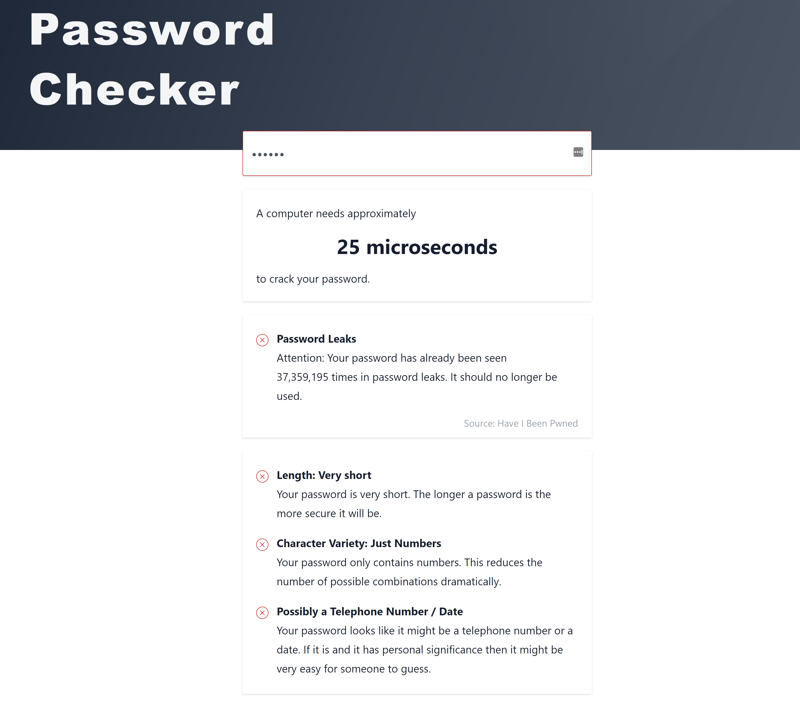 Password
Checker
••••••
A computer needs approximately
25 microseconds
to crack your password.
Password Leaks
Attention: Your password has already been seen
37,359,195 times in password leaks. It should no longer be
used.
Source: Have I Been Pwned
Length: Very short
Your password is very short. The longer a password is the
more secure it will be.
Character Variety: Just Numbers
Your password only contains numbers. This reduces the
number of possible combinations dramatically.
Possibly a Telephone Number / Date
Your password looks like it might be a telephone number or a
date. If it is and it has personal significance then it might be
very easy for someone to guess.